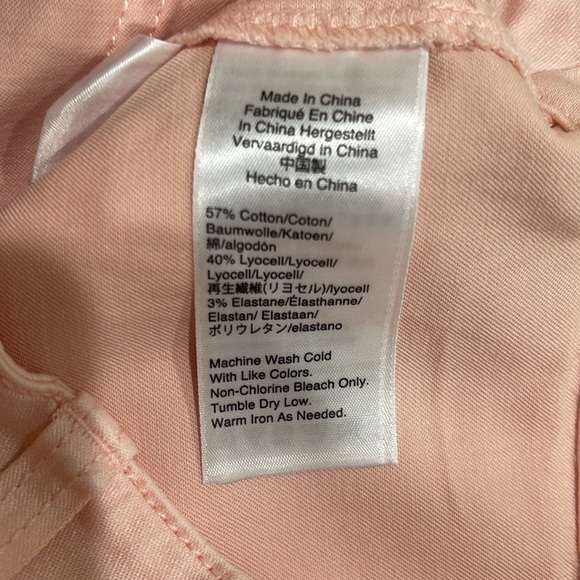 Made In China
Fabriqué En Chine
In China Hergestellt
Vervaardigd in China
中国製
Hecho en China
57% Cotton/Coton/
Baumwolle/Katoen/
綿/algodón
40% Lyocell/Lyocell/
Lyocell/Lyocell/
再生繊維(リヨセル)/lyocell
3% Elastane/Élasthanne/
Elastan/ Elastaan/
ポリウレタン/elastano
Machine Wash Cold
With Like Colors.
Non-Chlorine Bleach Only.
Tumble Dry Low.
Warm Iron As Needed.